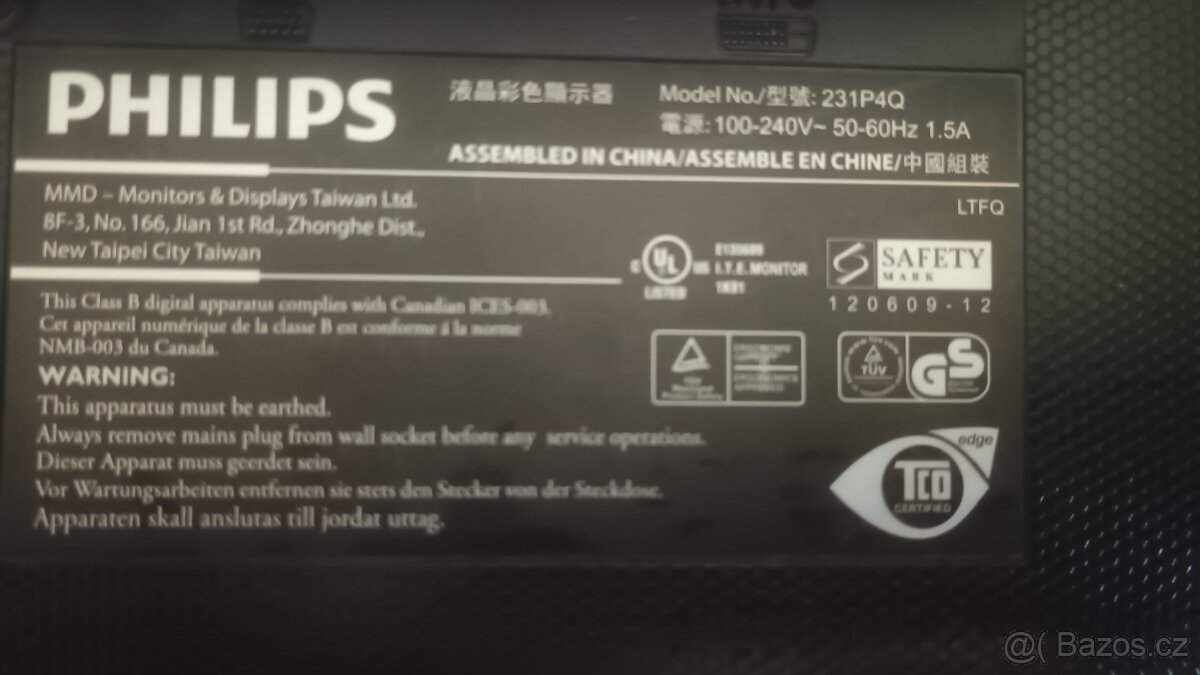 PHILIPS
液晶彩色顯示器
Model No./型號: 231P4Q
電源: 100-240V~ 50-60Hz 1.5A
ASSEMBLED IN CHINA/ASSEMBLE EN CHINE/中國組裝
MMD – Monitors & Displays Taiwan Ltd.
8F-3, No. 166, Jian 1st Rd., Zhonghe Dist.,
New Taipei City Taiwan
LTFQ
C UL US
LISTED
I.T.E. MONITOR
SAFETY
MARK
120609-12
This Class B digital apparatus complies with Canadian ICES-003.
Cet appareil numérique de la classe B est conforme á la norme
NMB-003 du Canada.
WARNING:
This apparatus must be earthed.
Always remove mains plug from wall socket before any service operations.
Dieser Apparat muss geerdet sein.
Vor Wartungsarbeiten entfernen sie stets den Stecker von der Steckdose.
Apparaten skall anslutas till jordat uttag.
TÜV
GS
edge
TCO
CERTIFIED
@( Bazos.cz